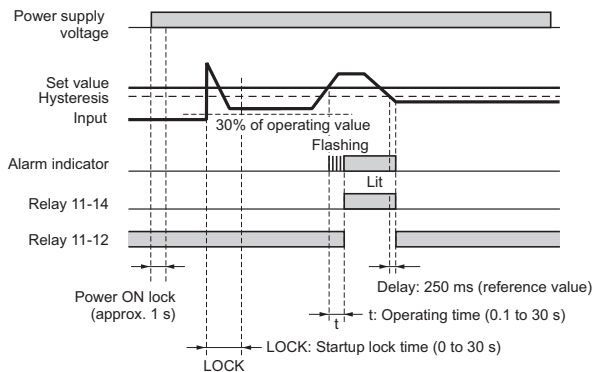 Power supply
voltage
Set value
Hysteresis
Input
30% of operating value
Flashing
Alarm indicator
Lit
Relay 11-14
Relay 11-12
Power ON lock
(approx. 1 s)
Delay: 250 ms (reference value)
t
t: Operating time (0.1 to 30 s)
LOCK: Startup lock time (0 to 30 s)
LOCK